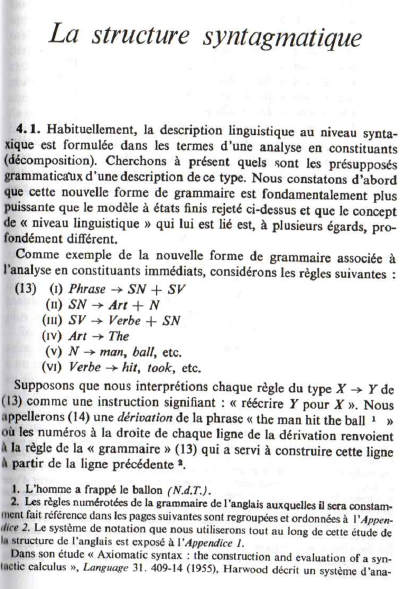 La structure syntagmatique
4.1. Habituellement, la description linguistique au niveau synta-
xique est formulée dans les termes d'une analyse en constituants
(décomposition). Cherchons à présent quels sont les présupposés
grammaticaux d'une description de ce type. Nous constatons d'abord
que cette nouvelle forme de grammaire est fondamentalement plus
puissante que le modèle à états finis rejeté ci-dessus et que le concept
de « niveau linguistique » qui lui est lié est, à plusieurs égards, pro-
fondément différent.
Comme exemple de la nouvelle forme de grammaire associée à
l'analyse en constituants immédiats, considérons les règles suivantes :
(13) (I) Phrase → SN + SV
(II) SN → Art + N
(III) SV → Verbe + SN
(IV) Art → The
(V) N → man, ball, etc.
(VI) Verbe → hit, took, etc.
Supposons que nous interprétions chaque règle du type X → Y de
(13) comme une instruction signifiant : « réécrire Y pour X ». Nous
appellerons (14) une dérivation de la phrase « the man hit the ball ¹ »
où les numéros à la droite de chaque ligne de la dérivation renvoient
à la règle de la « grammaire » (13) qui a servi à construire cette ligne
à partir de la ligne précédente ².
1. L'homme a frappé le ballon (N.d.T.).
2. Les règles numérotées de la grammaire de l'anglais auxquelles il sera constam-
ment fait référence dans les pages suivantes sont regroupées et ordonnées à l'Appen-
dice 2. Le système de notation que nous utiliserons tout au long de cette étude de
la structure de l'anglais est exposé à l'Appendice 1.
Dans son étude « Axiomatic syntax : the construction and evaluation of a syn-
tactic calculus », Language 31. 409-14 (1955), Harwood décrit un système d'ana-